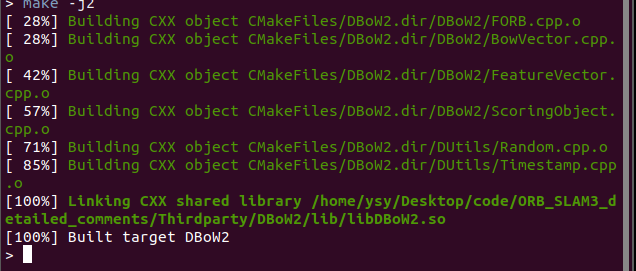 > make -j2
[ 28%] Building CXX object CMakeFiles/DBoW2.dir/DBoW2/FORB.cpp.o
[ 28%] Building CXX object CMakeFiles/DBoW2.dir/DBoW2/BowVector.cpp.
o
[ 42%] Building CXX object CMakeFiles/DBoW2.dir/DBoW2/FeatureVector.
cpp.o
[ 57%] Building CXX object CMakeFiles/DBoW2.dir/DBoW2/ScoringObject.
cpp.o
[ 71%] Building CXX object CMakeFiles/DBoW2.dir/DUtils/Random.cpp.o
[ 85%] Building CXX object CMakeFiles/DBoW2.dir/DUtils/Timestamp.cpp
.o
[100%] Linking CXX shared library /home/ysy/Desktop/code/ORB_SLAM3_d
etailed_comments/Thirdparty/DBoW2/lib/libDBoW2.so
[100%] Built target DBoW2
>